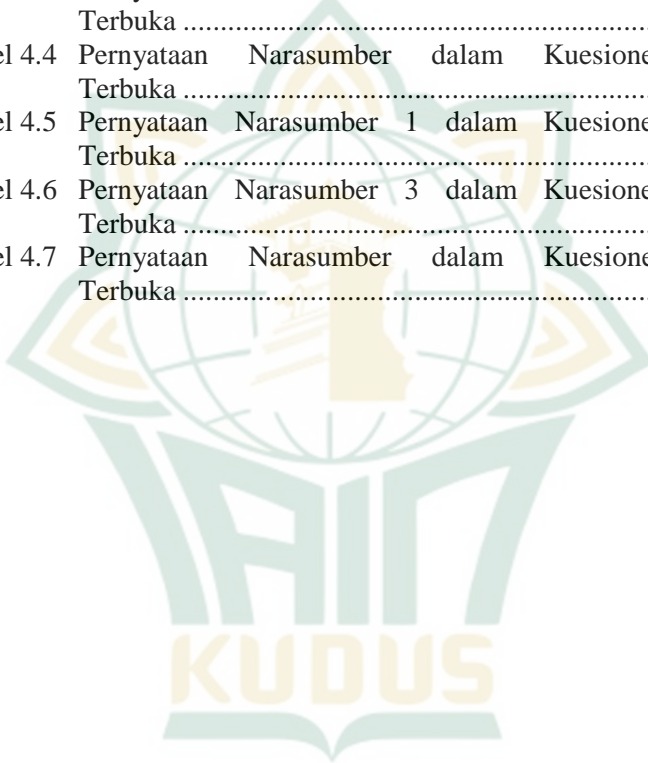 Terbuka ....................................................................
el 4.4 Pernyataan Narasumber dalam Kuesione
Terbuka ....................................................................
el 4.5 Pernyataan Narasumber 1 dalam Kuesione
Terbuka ....................................................................
el 4.6 Pernyataan Narasumber 3 dalam Kuesione
Terbuka ....................................................................
el 4.7 Pernyataan Narasumber dalam Kuesione
Terbuka ....................................................................
IAIN
KUDUS